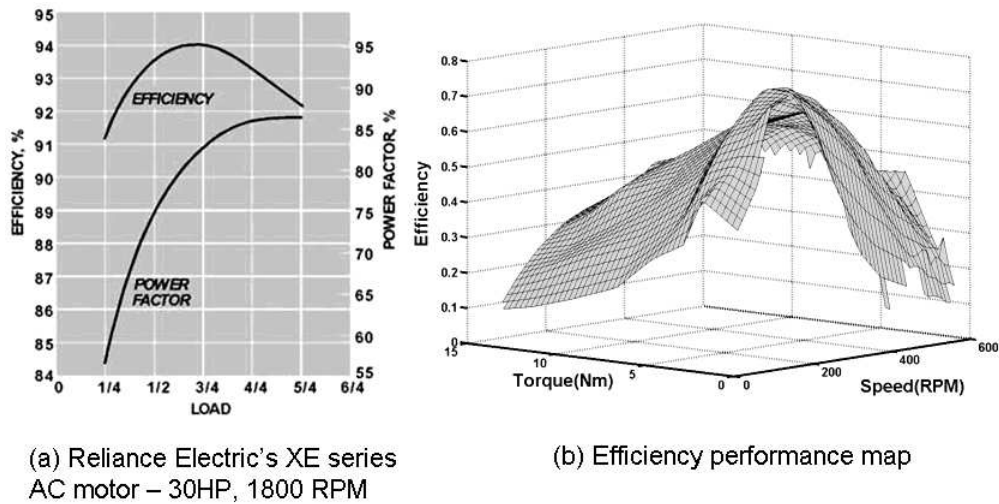 95
94
93
92
91
90
89
88
87
86
85
84
EFFICIENCY, %
EFFICIENCY
POWER
FACTOR
0 1/4 1/2 3/4 4/4 5/4 6/4
LOAD
95
90
85
80
75
70
65
60
55
POWER FACTOR, %
0.8
0.7
0.6
0.5
0.4
0.3
0.2
0.1
0
Efficiency
15
10
5
0
Torque(Nm)
0
200
400
600
Speed(RPM)
(a) Reliance Electric's XE series
AC motor – 30HP, 1800 RPM
(b) Efficiency performance map